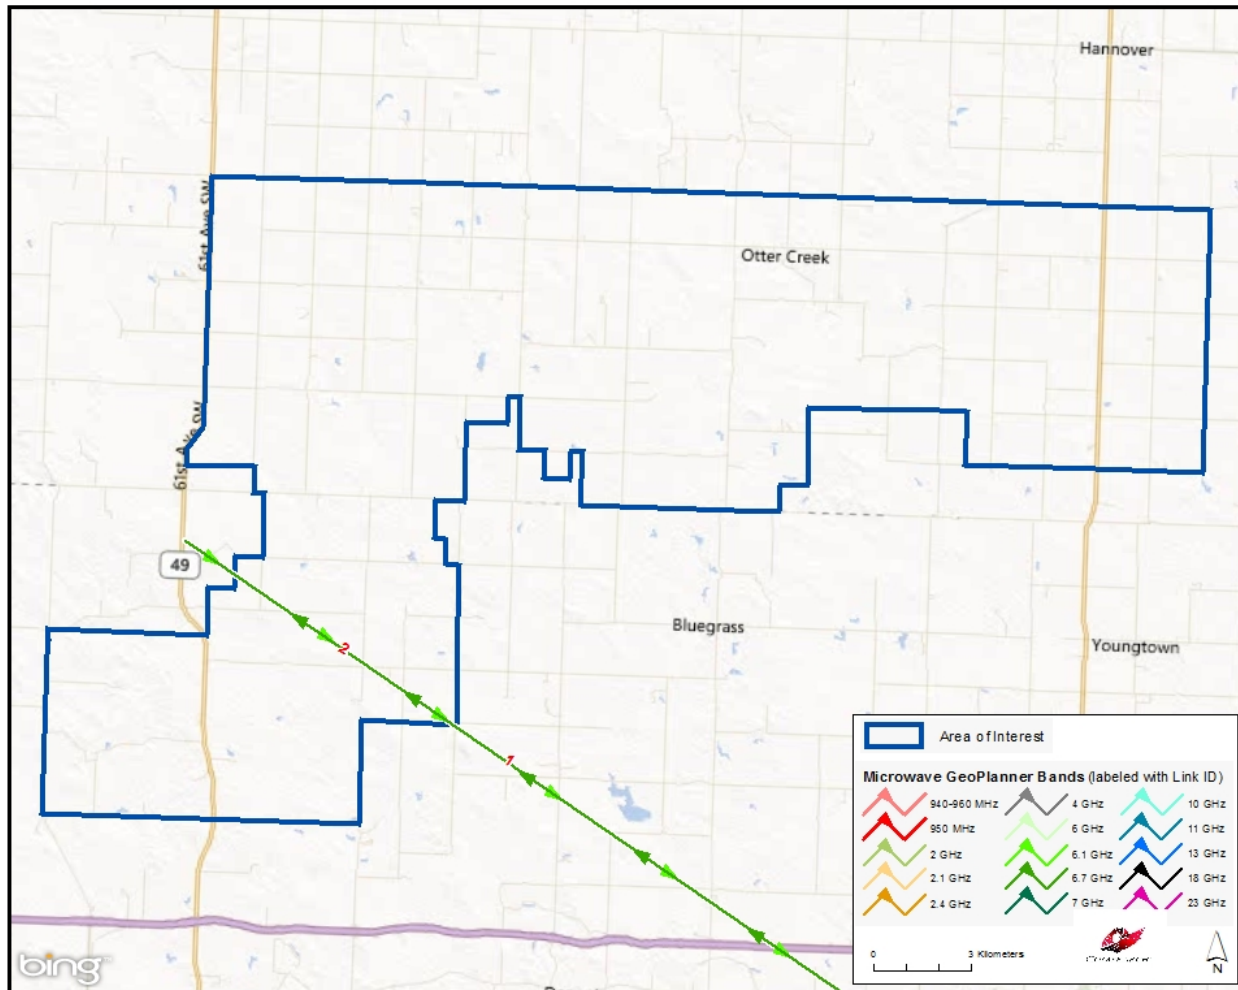 Hannover
61st Ave SW
Otter Creek
61st Ave SW
49
2
Bluegrass
Youngtown
1
Area of Interest
Microwave GeoPlanner Bands (labeled with Link ID)
940-960 MHz 4 GHz 10 GHz
950 MHz 6 GHz 11 GHz
2 GHz 6.1 GHz 13 GHz
2.1 GHz 6.7 GHz 18 GHz
2.4 GHz 7 GHz 23 GHz
0 3 Kilometers
N
bing